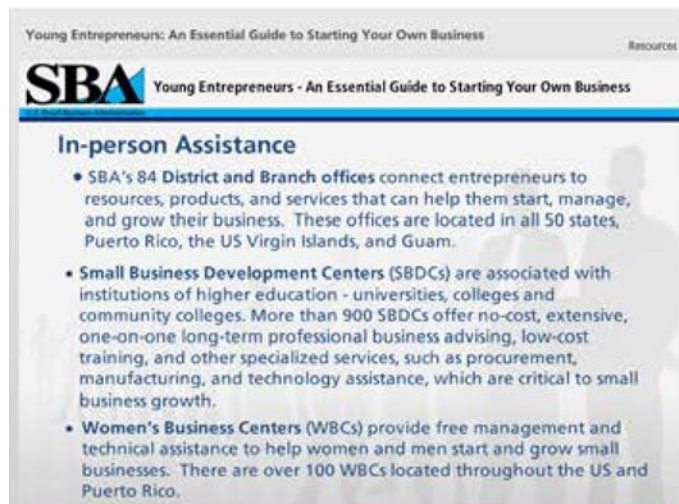 Young Entrepreneurs: An Essential Guide to Starting Your Own Business
Resources
SBA
Young Entrepreneurs - An Essential Guide to Starting Your Own Business
U.S. Small Business Administration
In-person Assistance
• SBA's 84 District and Branch offices connect entrepreneurs to
resources, products, and services that can help them start, manage,
and grow their business. These offices are located in all 50 states,
Puerto Rico, the US Virgin Islands, and Guam.
• Small Business Development Centers (SBDCs) are associated with
institutions of higher education - universities, colleges and
community colleges. More than 900 SBDCs offer no-cost, extensive,
one-on-one long-term professional business advising, low-cost
training, and other specialized services, such as procurement,
manufacturing, and technology assistance, which are critical to small
business growth.
• Women's Business Centers (WBCs) provide free management and
technical assistance to help women and men start and grow small
businesses. There are over 100 WBCs located throughout the US and
Puerto Rico.